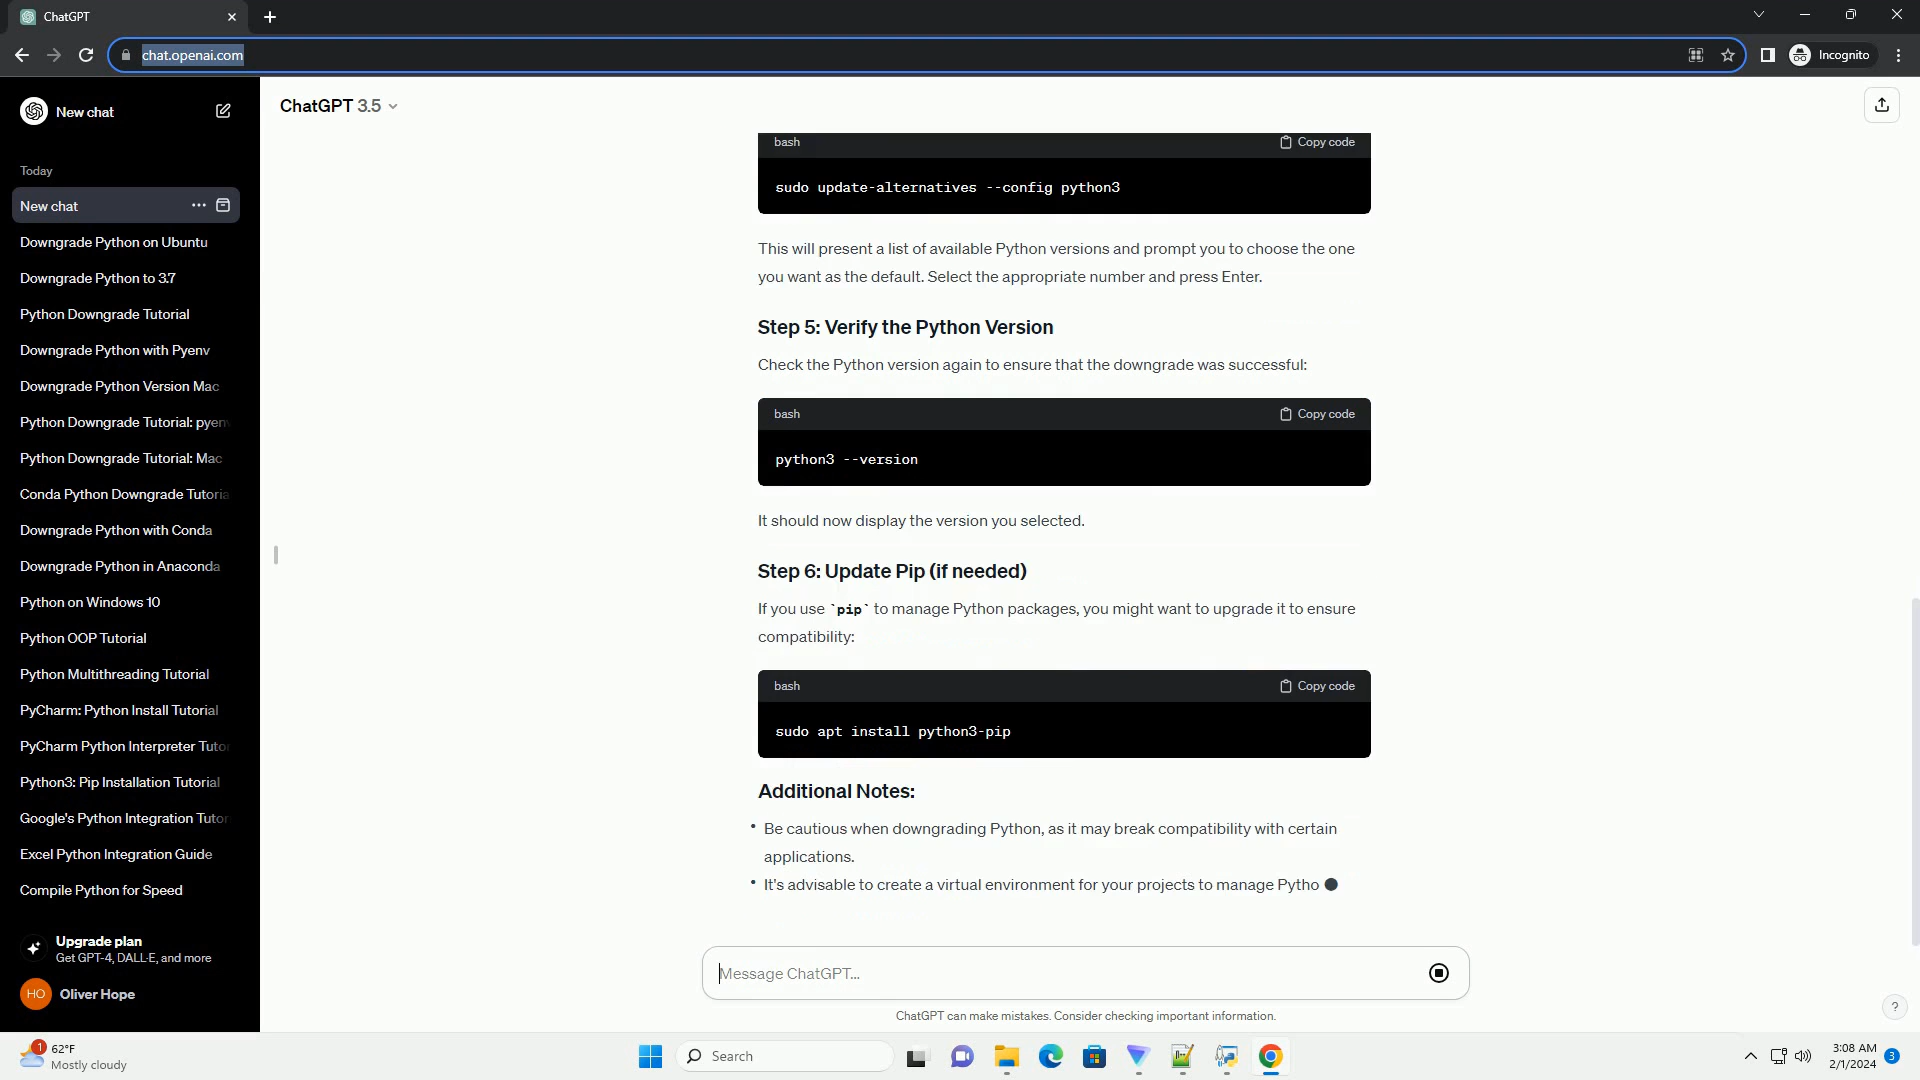 ChatGPT
chat.openai.com
Incognito
New chat
ChatGPT 3.5
Today
New chat
Downgrade Python on Ubuntu
Downgrade Python to 3.7
Python Downgrade Tutorial
Downgrade Python with Pyenv
Downgrade Python Version Mac
Python Downgrade Tutorial: pyen
Python Downgrade Tutorial: Mac
Conda Python Downgrade Tutoria
Downgrade Python with Conda
Downgrade Python in Anaconda
Python on Windows 10
Python OOP Tutorial
Python Multithreading Tutorial
PyCharm: Python Install Tutorial
PyCharm Python Interpreter Tuto
Python3: Pip Installation Tutorial
Google's Python Integration Tutor
Excel Python Integration Guide
Compile Python for Speed
Upgrade plan
Get GPT-4, DALL·E, and more
HO
Oliver Hope
bash
Copy code
sudo update-alternatives --config python3
This will present a list of available Python versions and prompt you to choose the one
you want as the default. Select the appropriate number and press Enter.
Step 5: Verify the Python Version
Check the Python version again to ensure that the downgrade was successful:
bash
Copy code
python3 --version
It should now display the version you selected.
Step 6: Update Pip (if needed)
If you use `pip` to manage Python packages, you might want to upgrade it to ensure
compatibility:
bash
Copy code
sudo apt install python3-pip
Additional Notes:
• Be cautious when downgrading Python, as it may break compatibility with certain
applications.
• It's advisable to create a virtual environment for your projects to manage Pytho
Message ChatGPT...
ChatGPT can make mistakes. Consider checking important information.
?
1
62°F
Mostly cloudy
Search
3:08 AM
2/1/2024
3